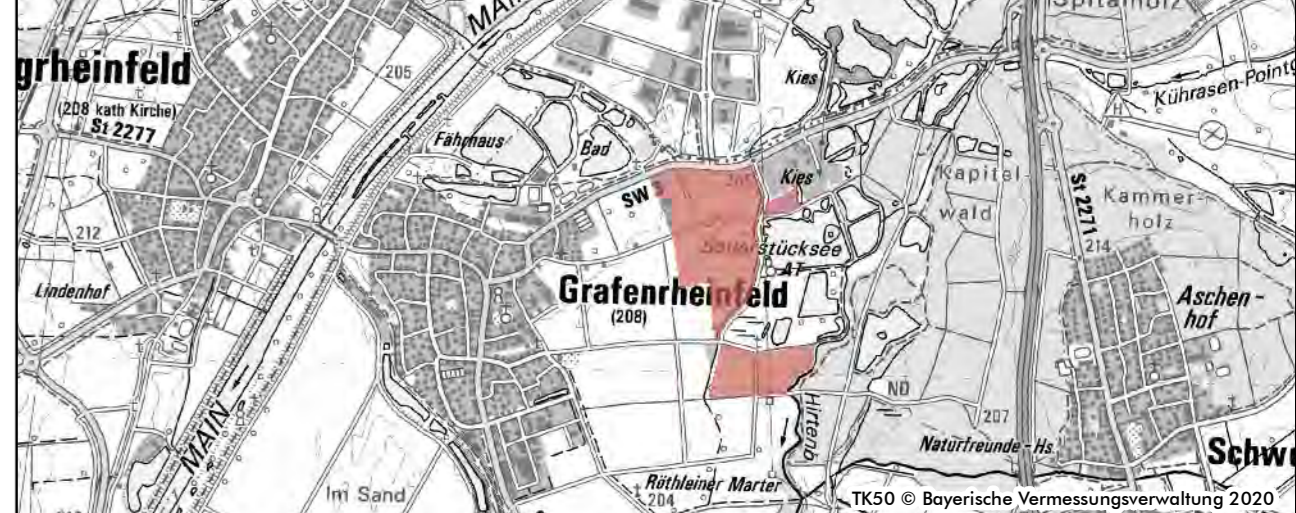 MAIN
Spitalholz
grheinfeld
(208 kath Kirche)
St 2277
205
Kies
Kührasen-Pointg
Fährhaus
Bad
SW 3
Kies
Kapitel-
wald
St 2271
Kammer-
holz
212
214
stücksee
Lindenhof
Grafenrheinfeld
(208)
Aschen-
hof
ND
207
MAIN
Hirtenb
Naturfreunde-Hs.
Schw
Im Sand
Röthleiner Marter
204
TK50 © Bayerische Vermessungsverwaltung 2020